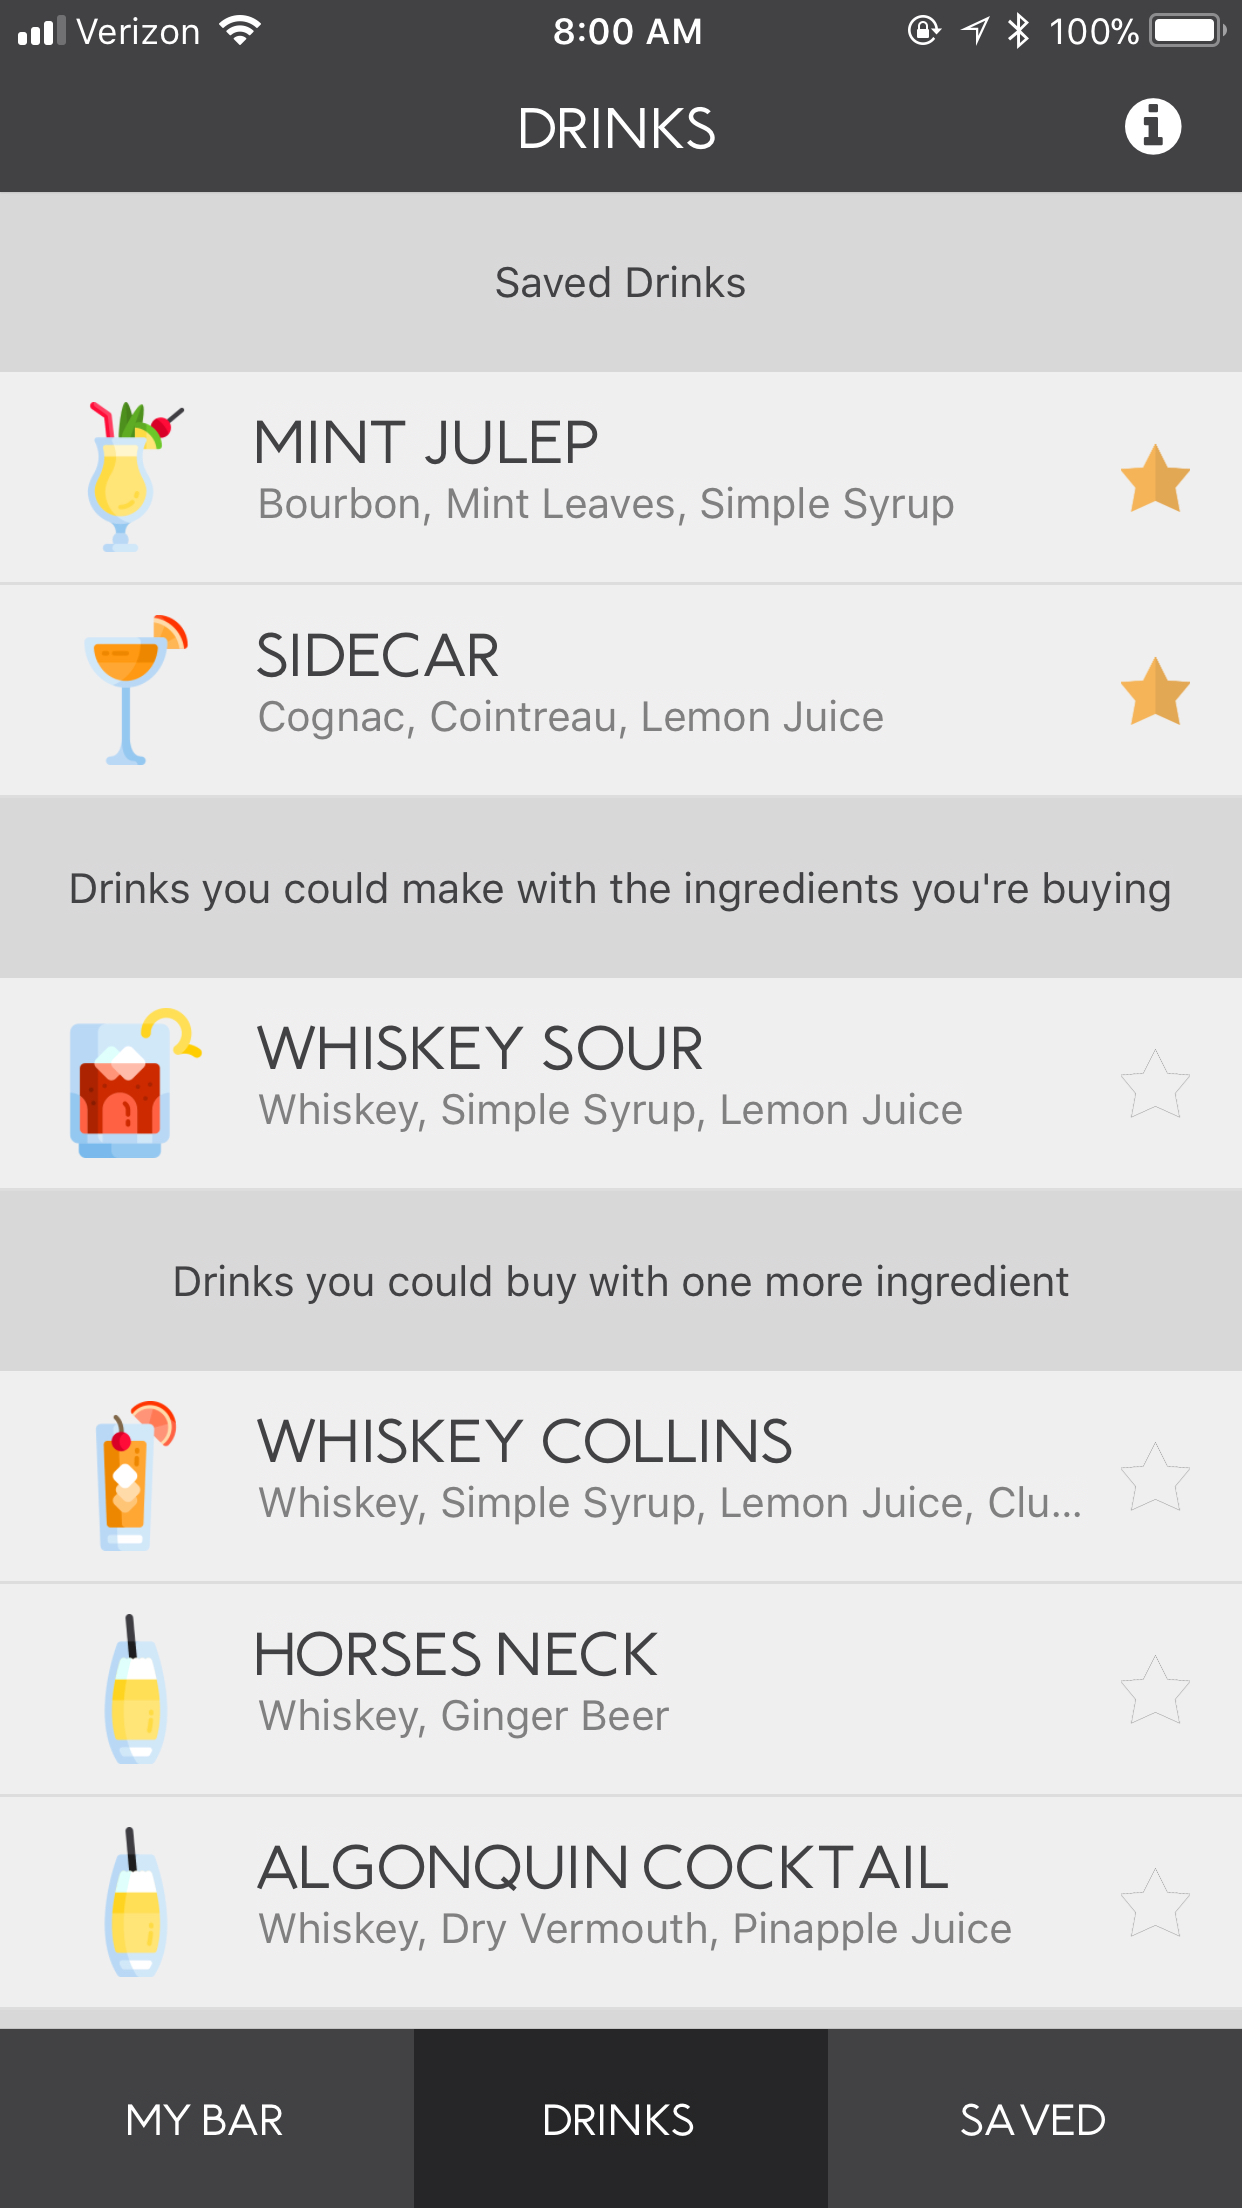 Verizon 8:00 AM 100%
DRINKS
Saved Drinks
MINT JULEP
Bourbon, Mint Leaves, Simple Syrup
SIDECAR
Cognac, Cointreau, Lemon Juice
Drinks you could make with the ingredients you're buying
WHISKEY SOUR
Whiskey, Simple Syrup, Lemon Juice
Drinks you could buy with one more ingredient
WHISKEY COLLINS
Whiskey, Simple Syrup, Lemon Juice, Clu...
HORSES NECK
Whiskey, Ginger Beer
ALGONQUIN COCKTAIL
Whiskey, Dry Vermouth, Pinapple Juice
MY BAR DRINKS SAVED